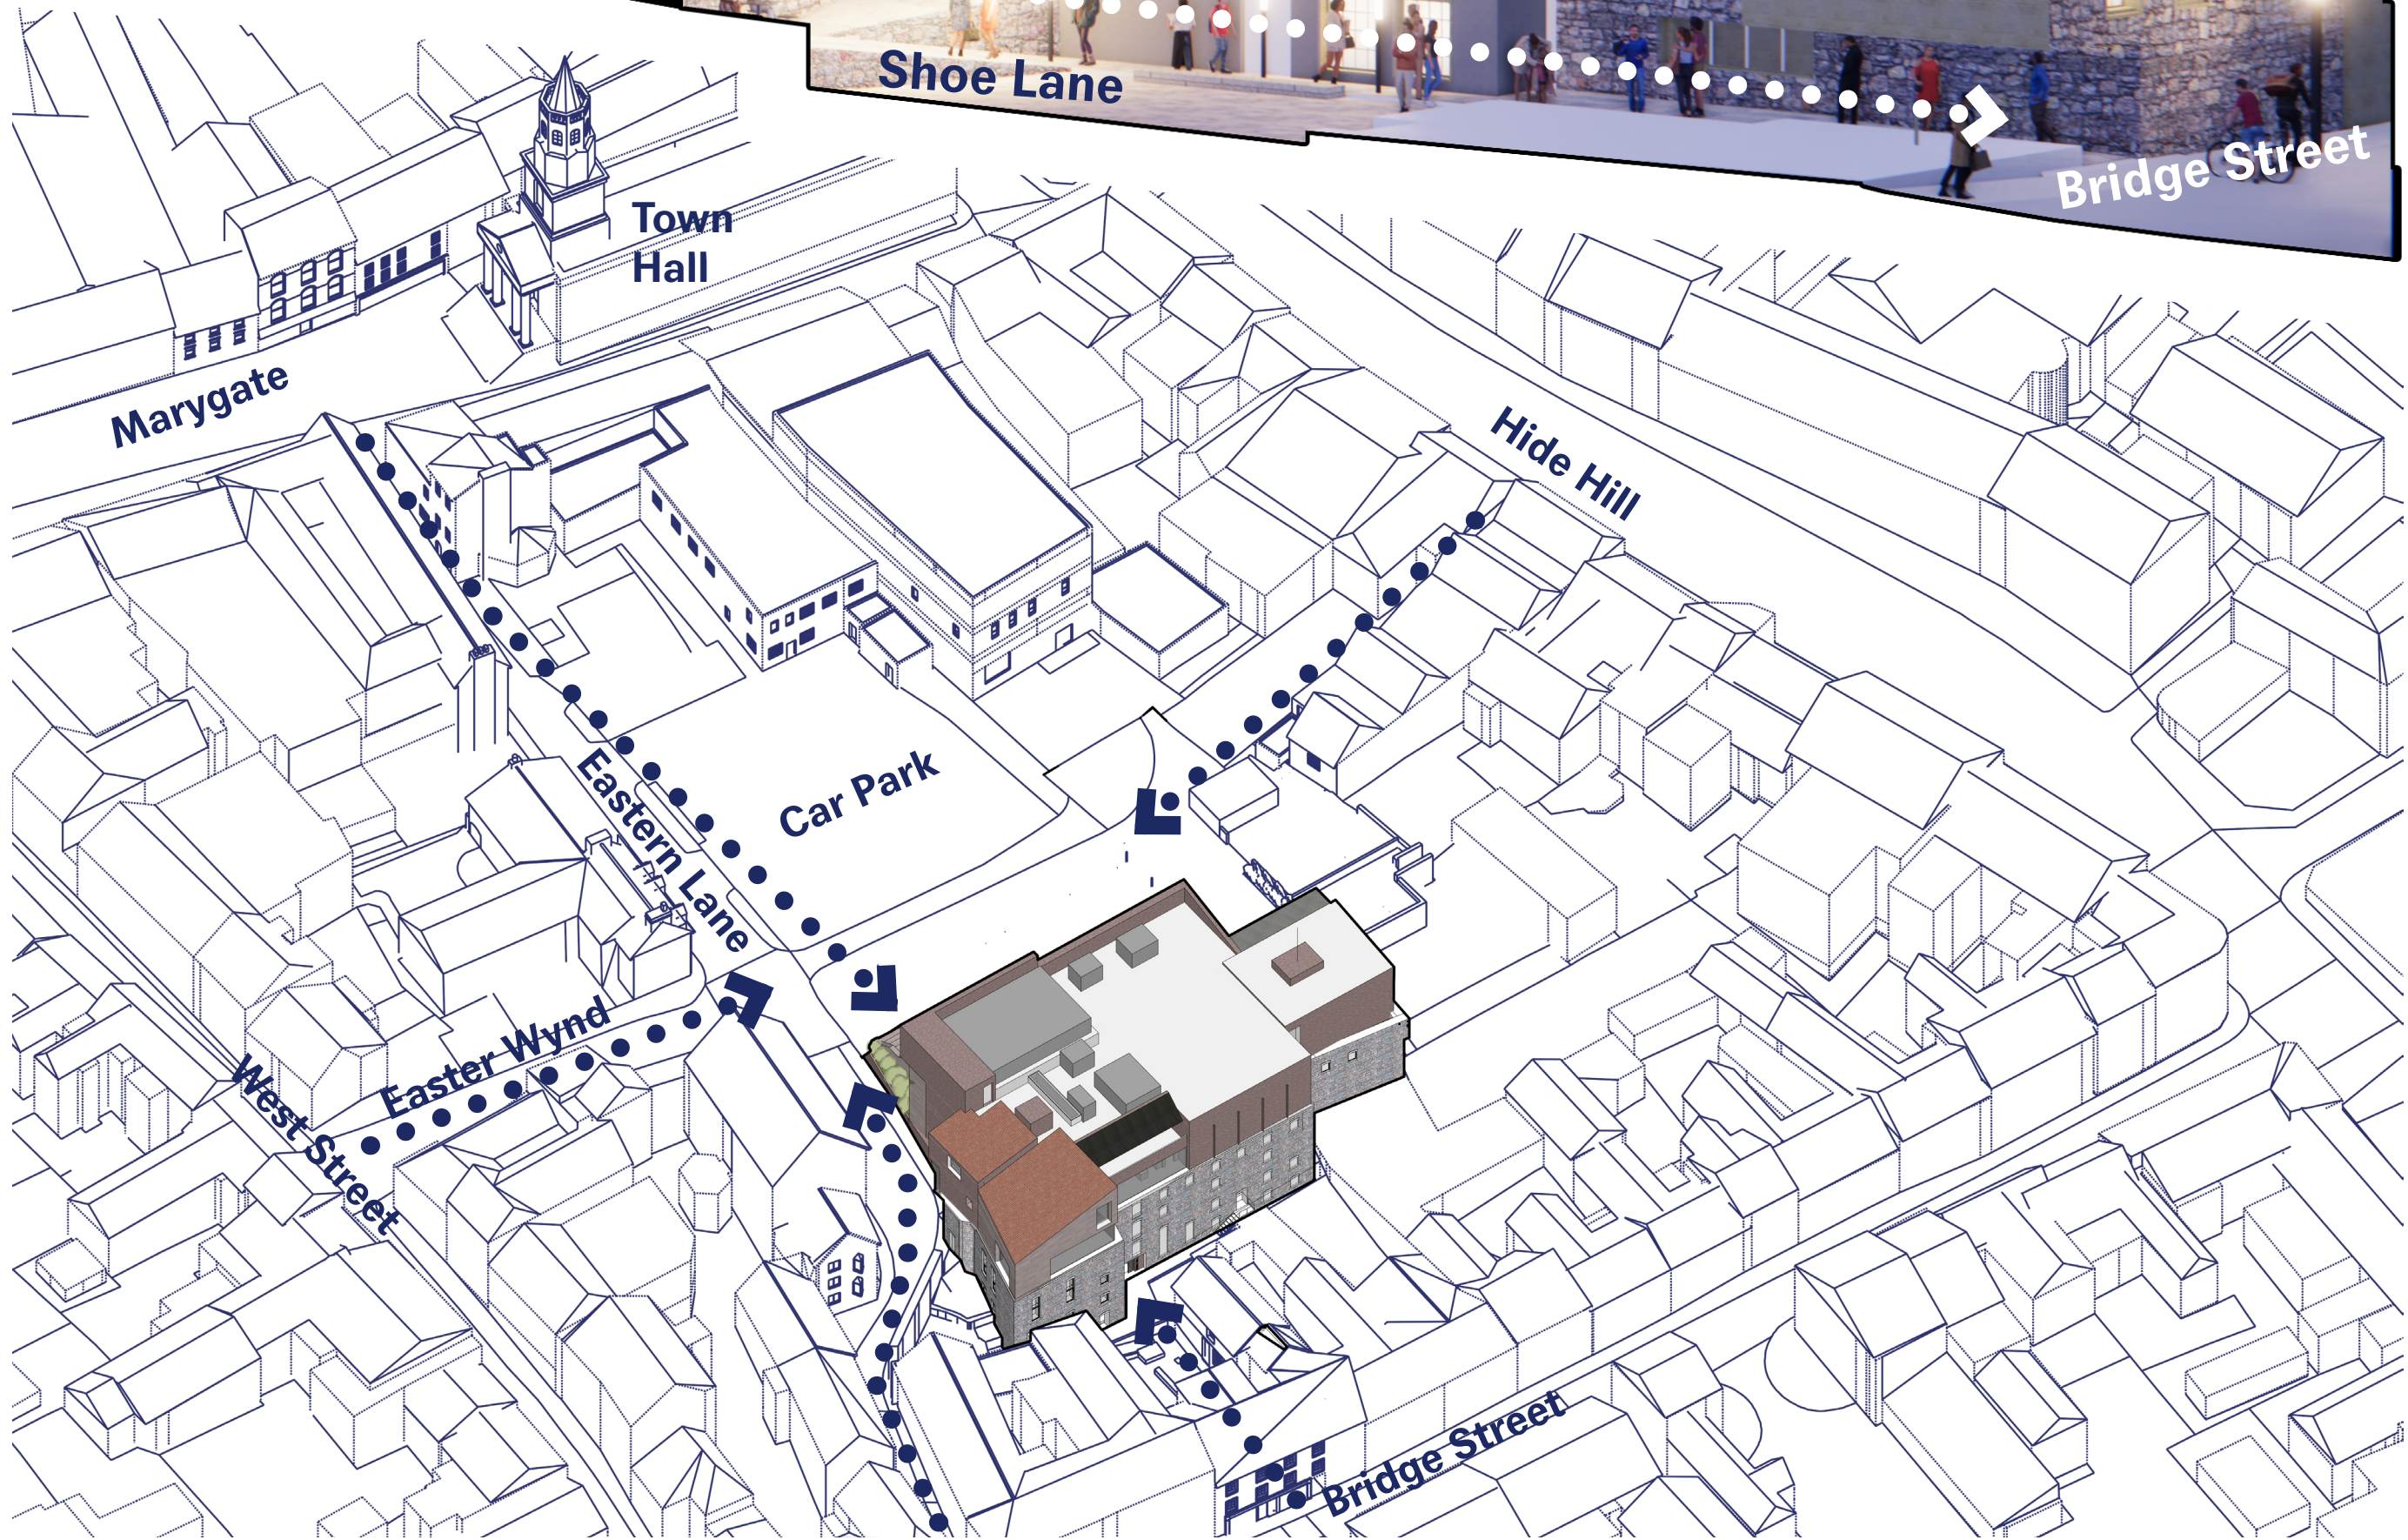 Shoe Lane
Bridge Street
Town
Hall
Marygate
Hide Hill
Car Park
Eastern Lane
Easter Wynd
West Street
Bridge Street